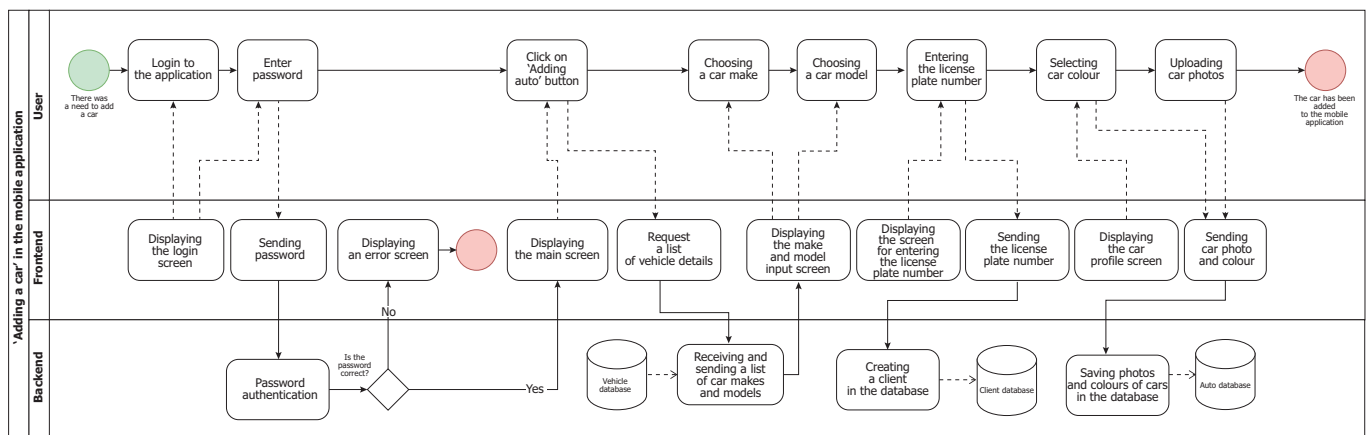 'Adding a car' in the mobile application
User
There was
a need to add
a car
Login to
the application
Enter
password
Click on
'Adding
auto' button
Choosing
a car make
Choosing
a car model
Entering
the license
plate number
Selecting
car colour
Uploading
car photos
The car has been
added
to the mobile
application
Frontend
Displaying
the login
screen
Sending
password
Displaying
an error screen
Displaying
the main screen
Request
a list
of vehicle details
Displaying
the make
and model
input screen
Displaying
the screen
for entering
the license
plate number
Sending
the license
plate number
Displaying
the car
profile screen
Sending
car photo
and colour
No
Backend
Password
authentication
Is the
password
correct?
Yes
Vehicle
database
Receiving and
sending a list
of car makes
and models
Creating
a client
in the database
Client database
Saving photos
and colours of cars
in the database
Auto database